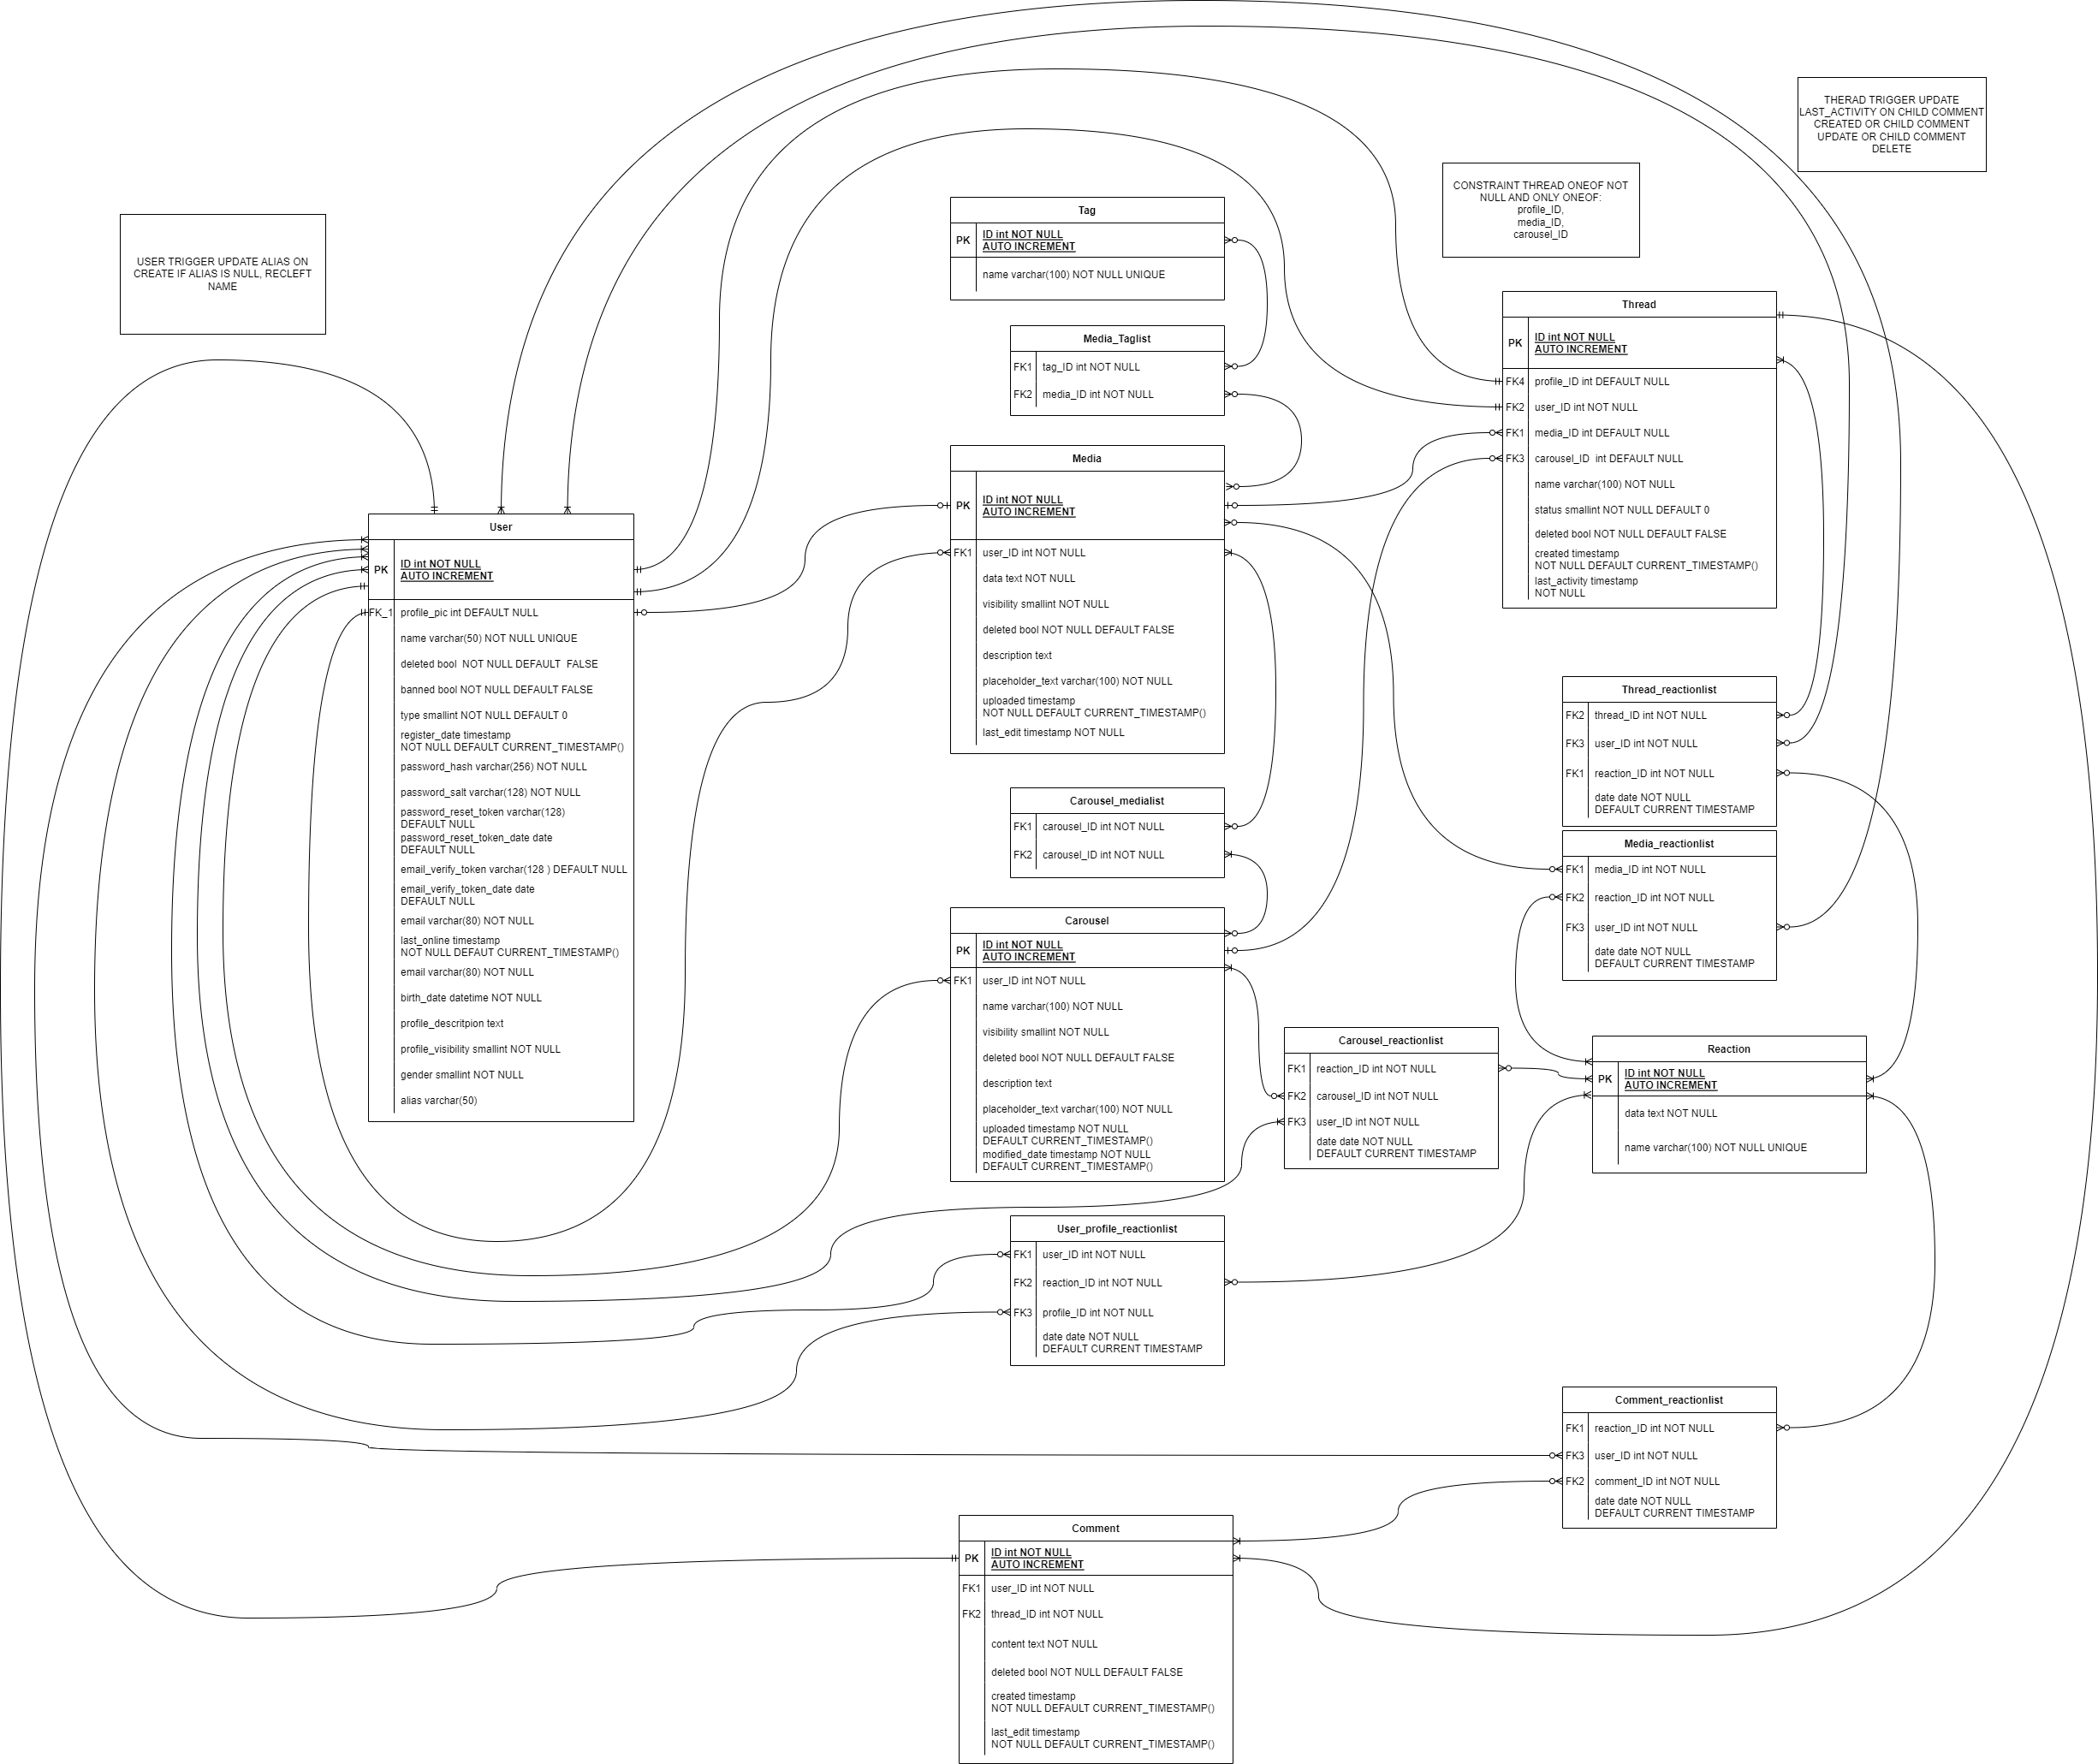 THERAD TRIGGER UPDATE
LAST_ACTIVITY ON CHILD COMMENT
CREATED OR CHILD COMMENT
UPDATE OR CHILD COMMENT
DELETE
CONSTRAINT THREAD ONEOF NOT
NULL AND ONLY ONEOF:
profile_ID,
media_ID,
carousel_ID
USER TRIGGER UPDATE ALIAS ON
CREATE IF ALIAS IS NULL, RECLEFT
NAME
Tag
PK ID int NOT NULL
AUTO INCREMENT
name varchar(100) NOT NULL UNIQUE
Media_Taglist
FK1 tag_ID int NOT NULL
FK2 media_ID int NOT NULL
Thread
PK ID int NOT NULL
AUTO INCREMENT
FK4 profile_ID int DEFAULT NULL
FK2 user_ID int NOT NULL
FK1 media_ID int DEFAULT NULL
FK3 carousel_ID int DEFAULT NULL
name varchar(100) NOT NULL
status smallint NOT NULL DEFAULT 0
deleted bool NOT NULL DEFAULT FALSE
created timestamp
NOT NULL DEFAULT CURRENT_TIMESTAMP()
last_activity timestamp
NOT NULL
Media
PK ID int NOT NULL
AUTO INCREMENT
FK1 user_ID int NOT NULL
data text NOT NULL
visibility smallint NOT NULL
deleted bool NOT NULL DEFAULT FALSE
description text
placeholder_text varchar(100) NOT NULL
uploaded timestamp
NOT NULL DEFAULT CURRENT_TIMESTAMP()
last_edit timestamp NOT NULL
User
PK ID int NOT NULL
AUTO INCREMENT
FK_1 profile_pic int DEFAULT NULL
name varchar(50) NOT NULL UNIQUE
deleted bool NOT NULL DEFAULT FALSE
banned bool NOT NULL DEFAULT FALSE
type smallint NOT NULL DEFAULT 0
register_date timestamp
NOT NULL DEFAULT CURRENT_TIMESTAMP()
password_hash varchar(256) NOT NULL
password_salt varchar(128) NOT NULL
password_reset_token varchar(128)
DEFAULT NULL
password_reset_token_date date
DEFAULT NULL
email_verify_token varchar(128 ) DEFAULT NULL
email_verify_token_date date
DEFAULT NULL
email varchar(80) NOT NULL
last_online timestamp
NOT NULL DEFAUT CURRENT_TIMESTAMP()
email varchar(80) NOT NULL
birth_date datetime NOT NULL
profile_descritpion text
profile_visibility smallint NOT NULL
gender smallint NOT NULL
alias varchar(50)
Thread_reactionlist
FK2 thread_ID int NOT NULL
FK3 user_ID int NOT NULL
FK1 reaction_ID int NOT NULL
date date NOT NULL
DEFAULT CURRENT TIMESTAMP
Media_reactionlist
FK1 media_ID int NOT NULL
FK2 reaction_ID int NOT NULL
FK3 user_ID int NOT NULL
date date NOT NULL
DEFAULT CURRENT TIMESTAMP
Carousel_medialist
FK1 carousel_ID int NOT NULL
FK2 carousel_ID int NOT NULL
Carousel
PK ID int NOT NULL
AUTO INCREMENT
FK1 user_ID int NOT NULL
name varchar(100) NOT NULL
visibility smallint NOT NULL
deleted bool NOT NULL DEFAULT FALSE
description text
placeholder_text varchar(100) NOT NULL
uploaded timestamp NOT NULL
DEFAULT CURRENT_TIMESTAMP()
modified_date timestamp NOT NULL
DEFAULT CURRENT_TIMESTAMP()
Carousel_reactionlist
FK1 reaction_ID int NOT NULL
FK2 carousel_ID int NOT NULL
FK3 user_ID int NOT NULL
date date NOT NULL
DEFAULT CURRENT TIMESTAMP
Reaction
PK ID int NOT NULL
AUTO INCREMENT
data text NOT NULL
name varchar(100) NOT NULL UNIQUE
User_profile_reactionlist
FK1 user_ID int NOT NULL
FK2 reaction_ID int NOT NULL
FK3 profile_ID int NOT NULL
date date NOT NULL
DEFAULT CURRENT TIMESTAMP
Comment_reactionlist
FK1 reaction_ID int NOT NULL
FK3 user_ID int NOT NULL
FK2 comment_ID int NOT NULL
date date NOT NULL
DEFAULT CURRENT TIMESTAMP
Comment
PK ID int NOT NULL
AUTO INCREMENT
FK1 user_ID int NOT NULL
FK2 thread_ID int NOT NULL
content text NOT NULL
deleted bool NOT NULL DEFAULT FALSE
created timestamp
NOT NULL DEFAULT CURRENT_TIMESTAMP()
last_edit timestamp
NOT NULL DEFAULT CURRENT_TIMESTAMP()